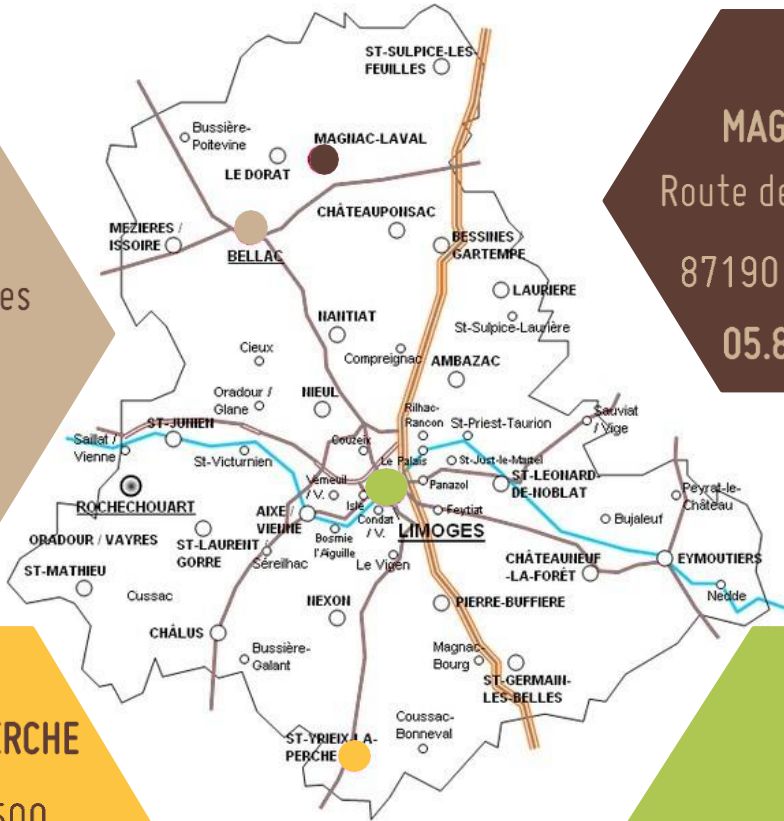 ST-SULPICE-LES-
FEUILLES
Bussière-
Poitevine
MAGNAC-LAVAL
LE DORAT
CHÂTEAUPONSAC
MEZIERES /
ISSOIRE
BELLAC
BESSINES
GARTEMPE
LAURIERE
St-Sulpice-Laurière
NANTIAT
Cieux
Compreignac
AMBAZAC
Oradour /
Glane
NIEUL
Rilhac-
Rancon
St-Priest-Taurion
Sauviat
/ Vige
ST-JUNIEN
Saillat /
Vienne
St-Victurnien
Couzeix
Le Palais
St-Just-le-Martel
Verneuil
/ V.
Isle
Panazol
ST-LEONARD-
DE-NOBLAT
Peyrat-le-
Château
ROCHECHOUART
AIXE /
VIENNE
Condat
/ V.
Feytiat
Bujaleuf
LIMOGES
Bosmie
l'Aiguille
ORADOUR / VAYRES
ST-LAURENT /
GORRE
Séreilhac
Le Vigen
CHÂTEAUNEUF
-LA-FORÊT
EYMOUTIERS
ST-MATHIEU
Cussac
NEXON
PIERRE-BUFFIERE
Nedde
CHÂLUS
Bussière-
Galant
Magnac-
Bourg
ST-GERMAIN-
LES-BELLES
ST-YRIEIX-LA-
PERCHE
Coussac-
Bonneval
MAG
Route de
87190
05.8
es
ERCHE
500